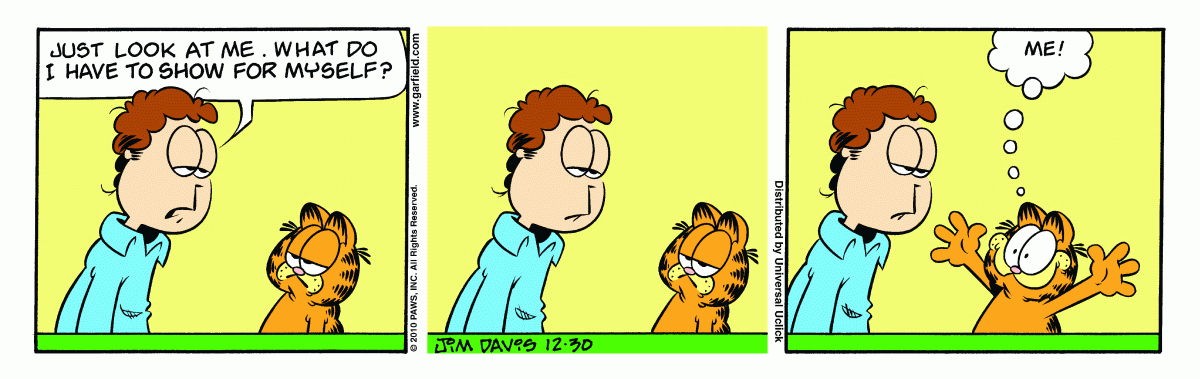 JUST LOOK AT ME. WHAT DO
I HAVE TO SHOW FOR MYSELF?
www.garfield.com
© 2010 PAWS, INC. All Rights Reserved.
JIM DAVIS 12·30
Distributed by Universal Uclick
ME!